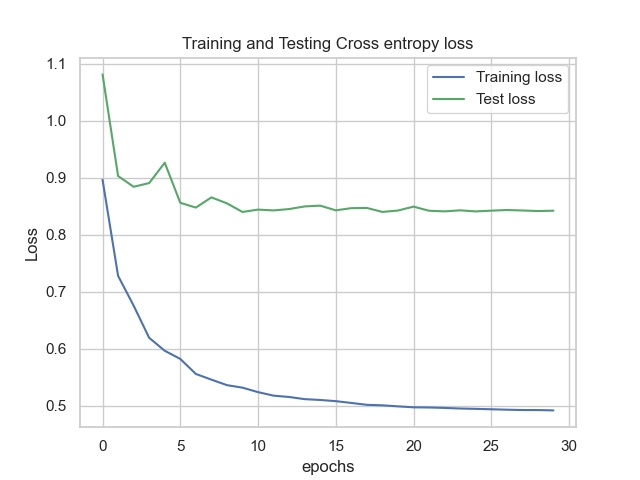 Training and Testing Cross entropy loss
Training loss
Test loss
1.1
1.0
0.9
0.8
0.7
0.6
0.5
Loss
0 5 10 15 20 25 30
epochs